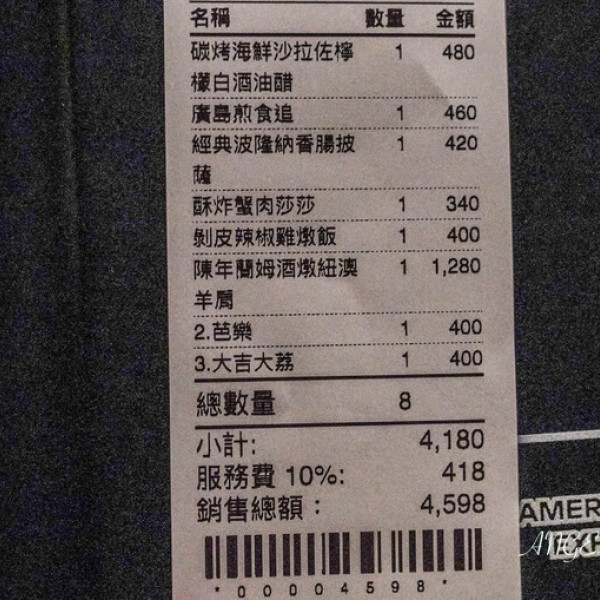 名稱 數量 金額
碳烤海鮮沙拉佐檸 1 480
檬白酒油醋
廣島煎食追 1 460
經典波隆納香腸披 1 420
薩
酥炸蟹肉莎莎 1 340
剝皮辣椒雞燉飯 1 400
陳年蘭姆酒燉紐澳 1 1,280
羊肩
2.芭樂 1 400
3.大吉大荔 1 400
總數量 8
小計: 4,180
服務費 10%: 418
銷售總額： 4,598
*00004598*
AMER